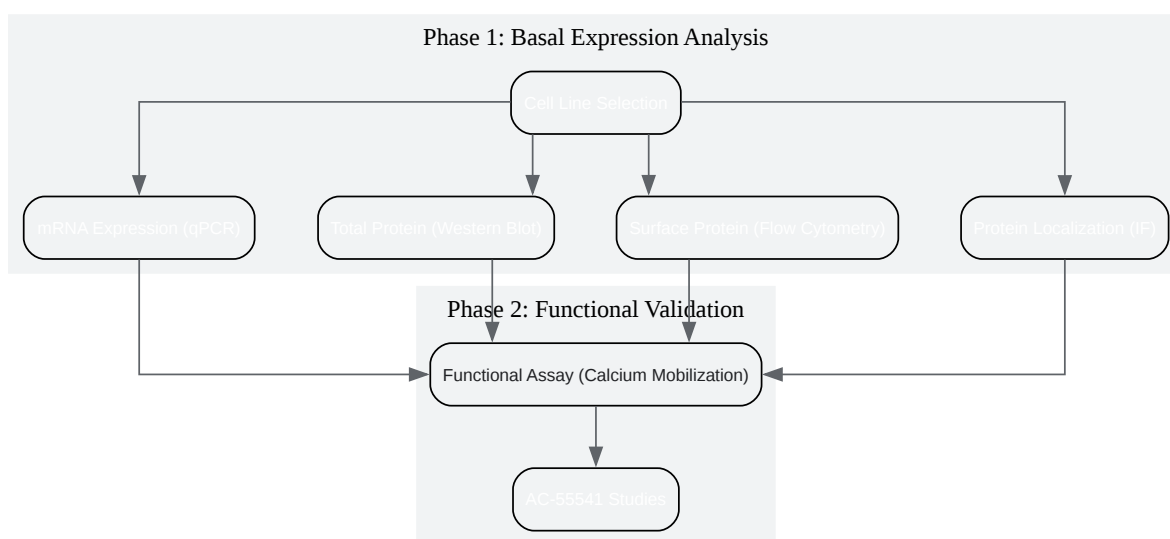 Phase 1: Basal Expression Analysis
Cell Line Selection
mRNA Expression (qPCR)
Total Protein (Western Blor)
Surface Protein (Flow Cytometry)
Protein Localization (IF)
Phase 2: Functional Validation
Functional Assay (Calcium Mobilization)
AC-55541 Studies